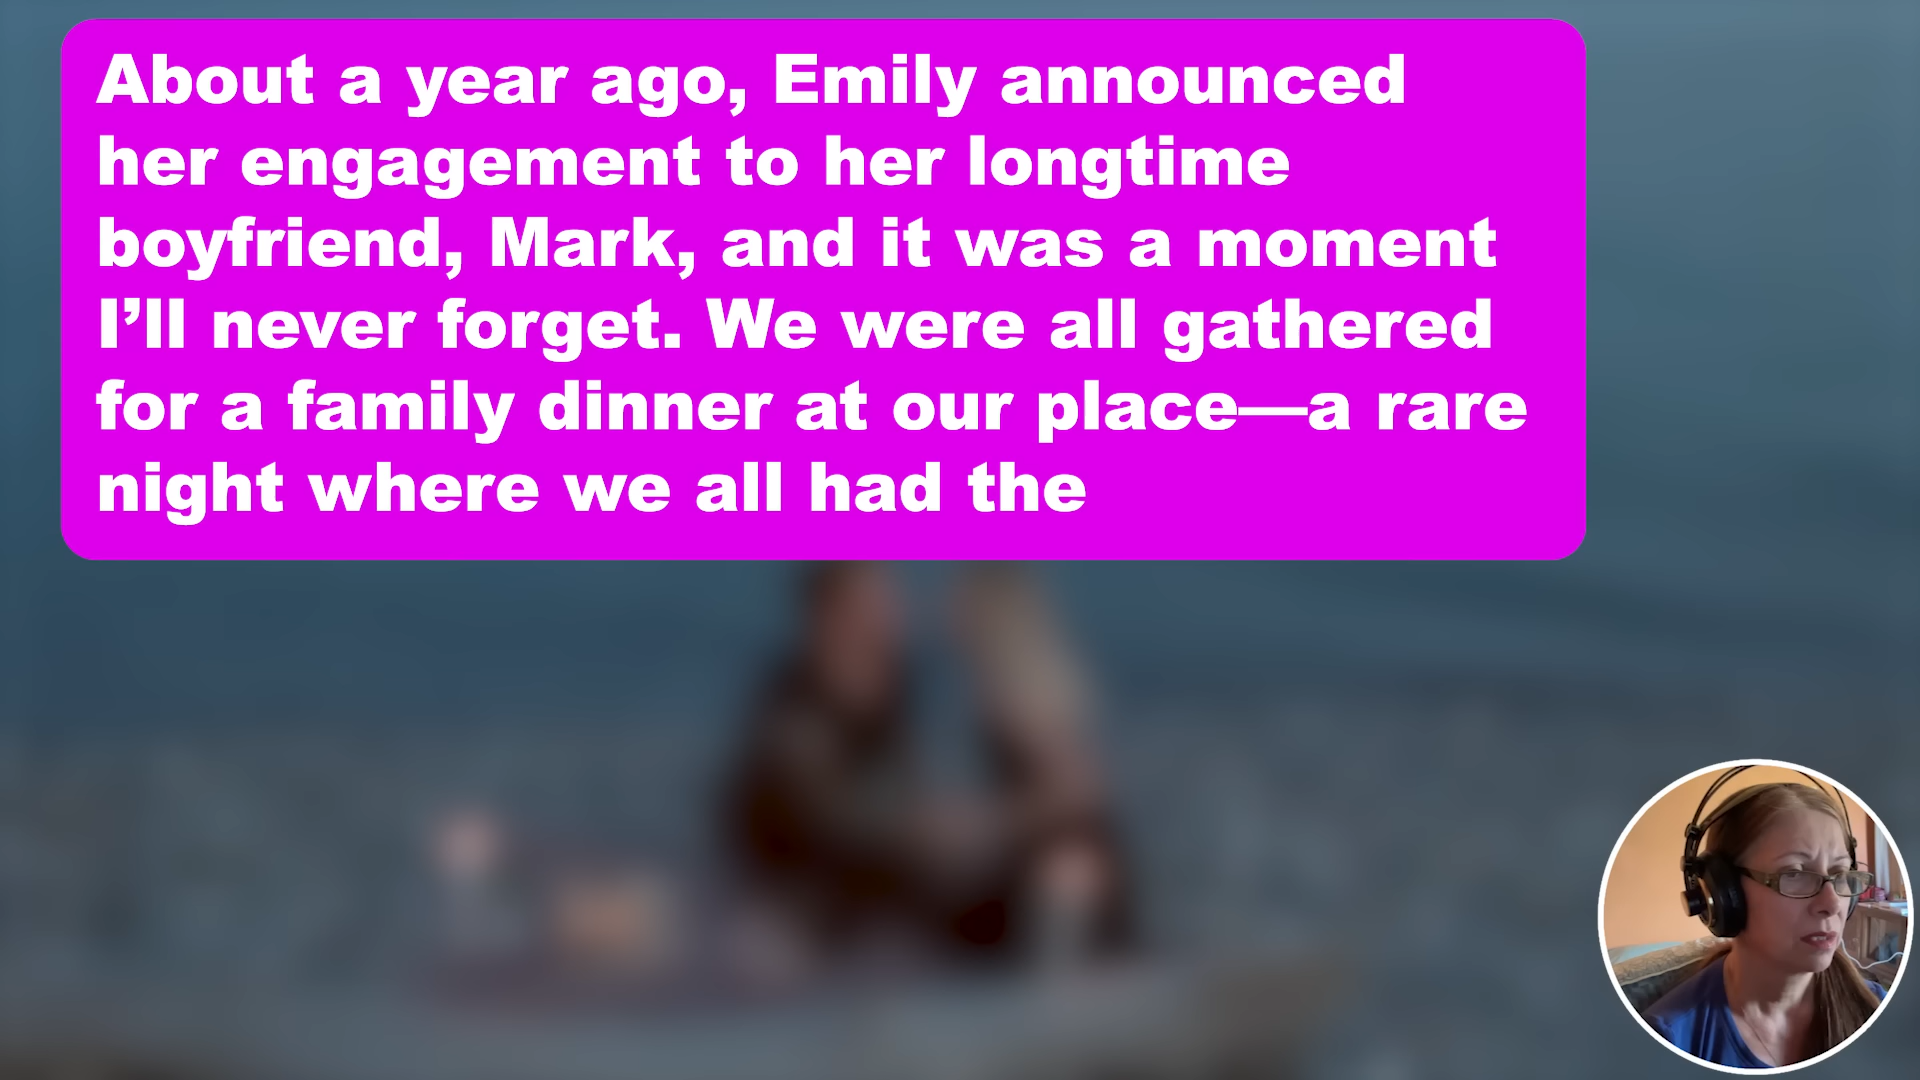 About a year ago, Emily announced
her engagement to her longtime
boyfriend, Mark, and it was a moment
I’ll never forget. We were all gathered
for a family dinner at our place—a rare
night where we all had the